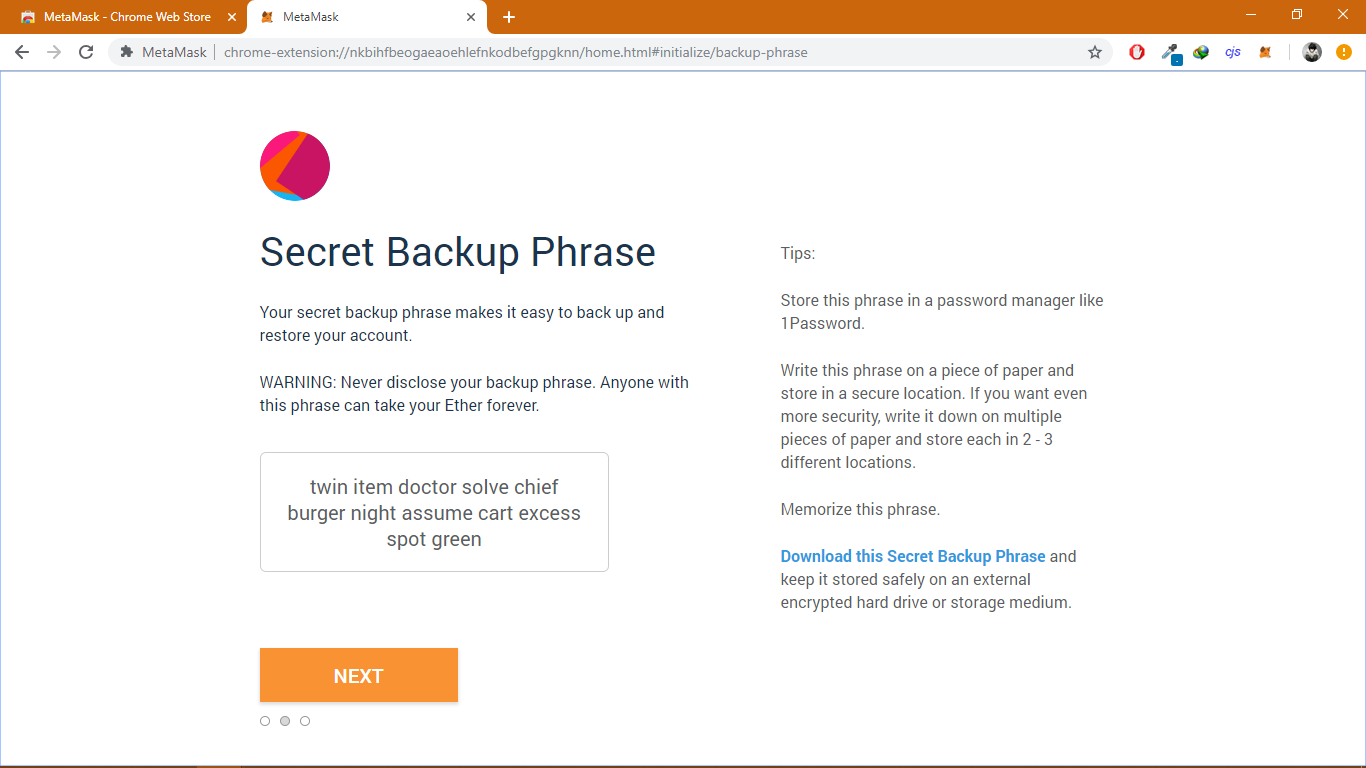 MetaMask - Chrome Web Store
MetaMask
MetaMask
chrome-extension://nkbihfbeogaeaoehlefnkodbefgpgknn/home.html#initialize/backup-phrase
cjs
Secret Backup Phrase
Your secret backup phrase makes it easy to back up and
restore your account.
WARNING: Never disclose your backup phrase. Anyone with
this phrase can take your Ether forever.
twin item doctor solve chief
burger night assume cart excess
spot green
NEXT
Tips:
Store this phrase in a password manager like
1Password.
Write this phrase on a piece of paper and
store in a secure location. If you want even
more security, write it down on multiple
pieces of paper and store each in 2 - 3
different locations.
Memorize this phrase.
Download this Secret Backup Phrase and
keep it stored safely on an external
encrypted hard drive or storage medium.